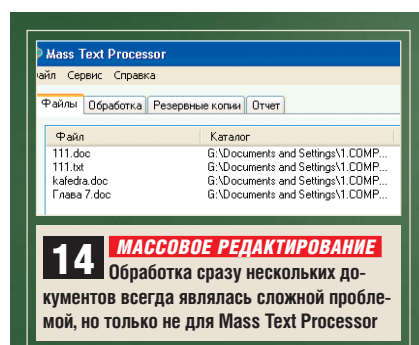 Mass Text Processor
айл Сервис Справка
Файлы Обработка Резервные копии Отчет
Файл Каталог
111.doc G:\Documents and Settings\1.COMP...
111.txt G:\Documents and Settings\1.COMP...
kafedra.doc G:\Documents and Settings\1.COMP...
Глава 7.doc G:\Documents and Settings\1.COMP...
14 МАССОВОЕ РЕДАКТИРОВАНИЕ
Обработка сразу нескольких до-
кументов всегда являлась сложной пробле-
мой, но только не для Mass Text Processor